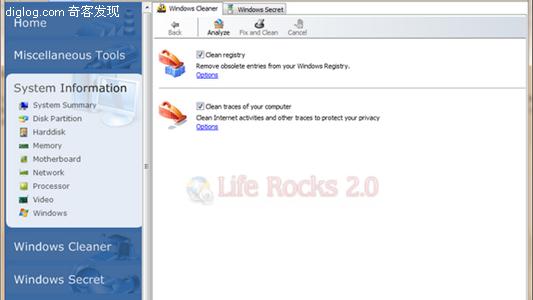 diglog.com 奇客发现
Home
Miscellaneous Tools
System Information
System Summary
Disk Partition
Harddisk
Memory
Motherboard
Network
Processor
Video
Windows
Windows Cleaner
Windows Secret
Windows Cleaner
Windows Secret
Back
Analyze
Fix and Clean
Cancel
Clean registry
Remove obsolete entries from your Windows Registry.
Options
Clean traces of your computer
Clean Internet activities and other traces to protect your privacy
Options
Life Rocks 2.0